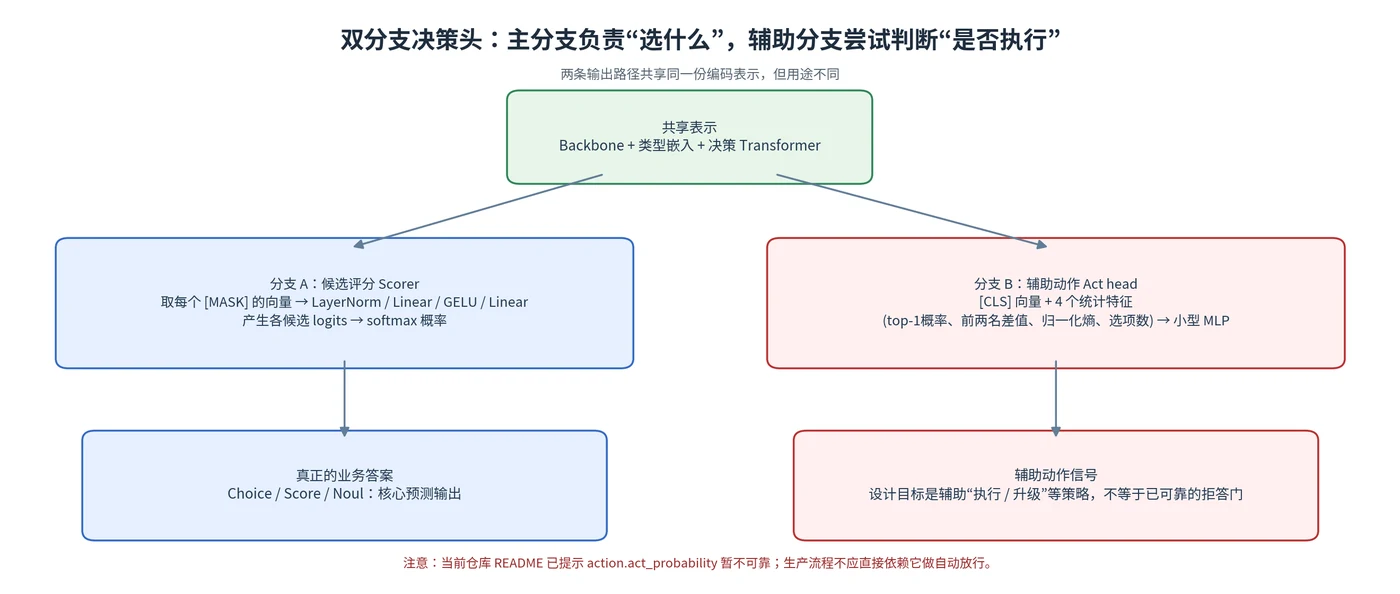 双分支决策头：主分支负责“选什么”，辅助分支尝试判断“是否执行”
两条输出路径共享同一份编码表示，但用途不同
共享表示
Backbone + 类型嵌入 + 决策 Transformer
分支 A：候选评分 Scorer
取每个 [MASK] 的向量 → LayerNorm / Linear / GELU / Linear
产生各候选 logits → softmax 概率
分支 B：辅助动作 Act head
[CLS] 向量 + 4 个统计特征
(top-1概率、前两名差值、归一化熵、选项数) → 小型 MLP
真正的业务答案
Choice / Score / Noul：核心预测输出
辅助动作信号
设计目标是辅助“执行 / 升级”等策略，不等于已可靠的拒答门
注意：当前仓库 README 已提示 action.act_probability 暂不可靠；生产流程不应直接依赖它做自动放行。